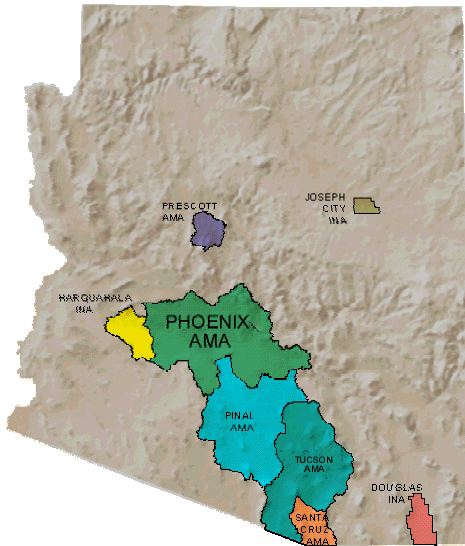 PRESCOTT
AMA
JOSEPH
CITY
INA
HARQUAHALA
INA
PHOENIX
AMA
PINAL
AMA
TUCSON
AMA
DOUGLAS
INA
SANTA
CRUZ
AMA